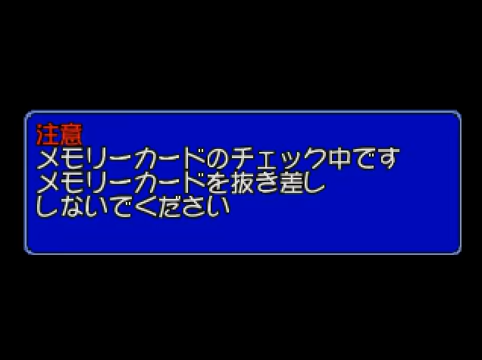 注意
メモリーカードのチェック中です
メモリーカードを抜き差し
しないでください